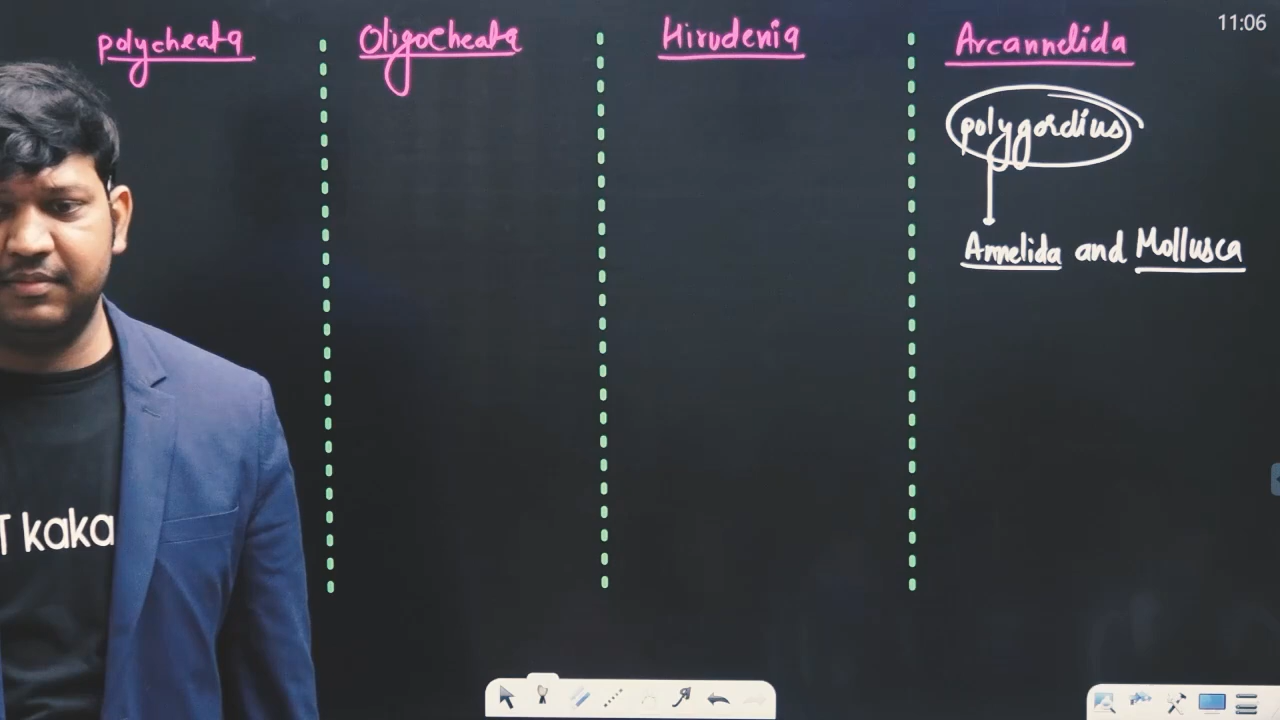 polycheata
Oligocheata
Hirudenia
Arcannelida
11:06
polygordius
Annelida and Mollusca
T kaka